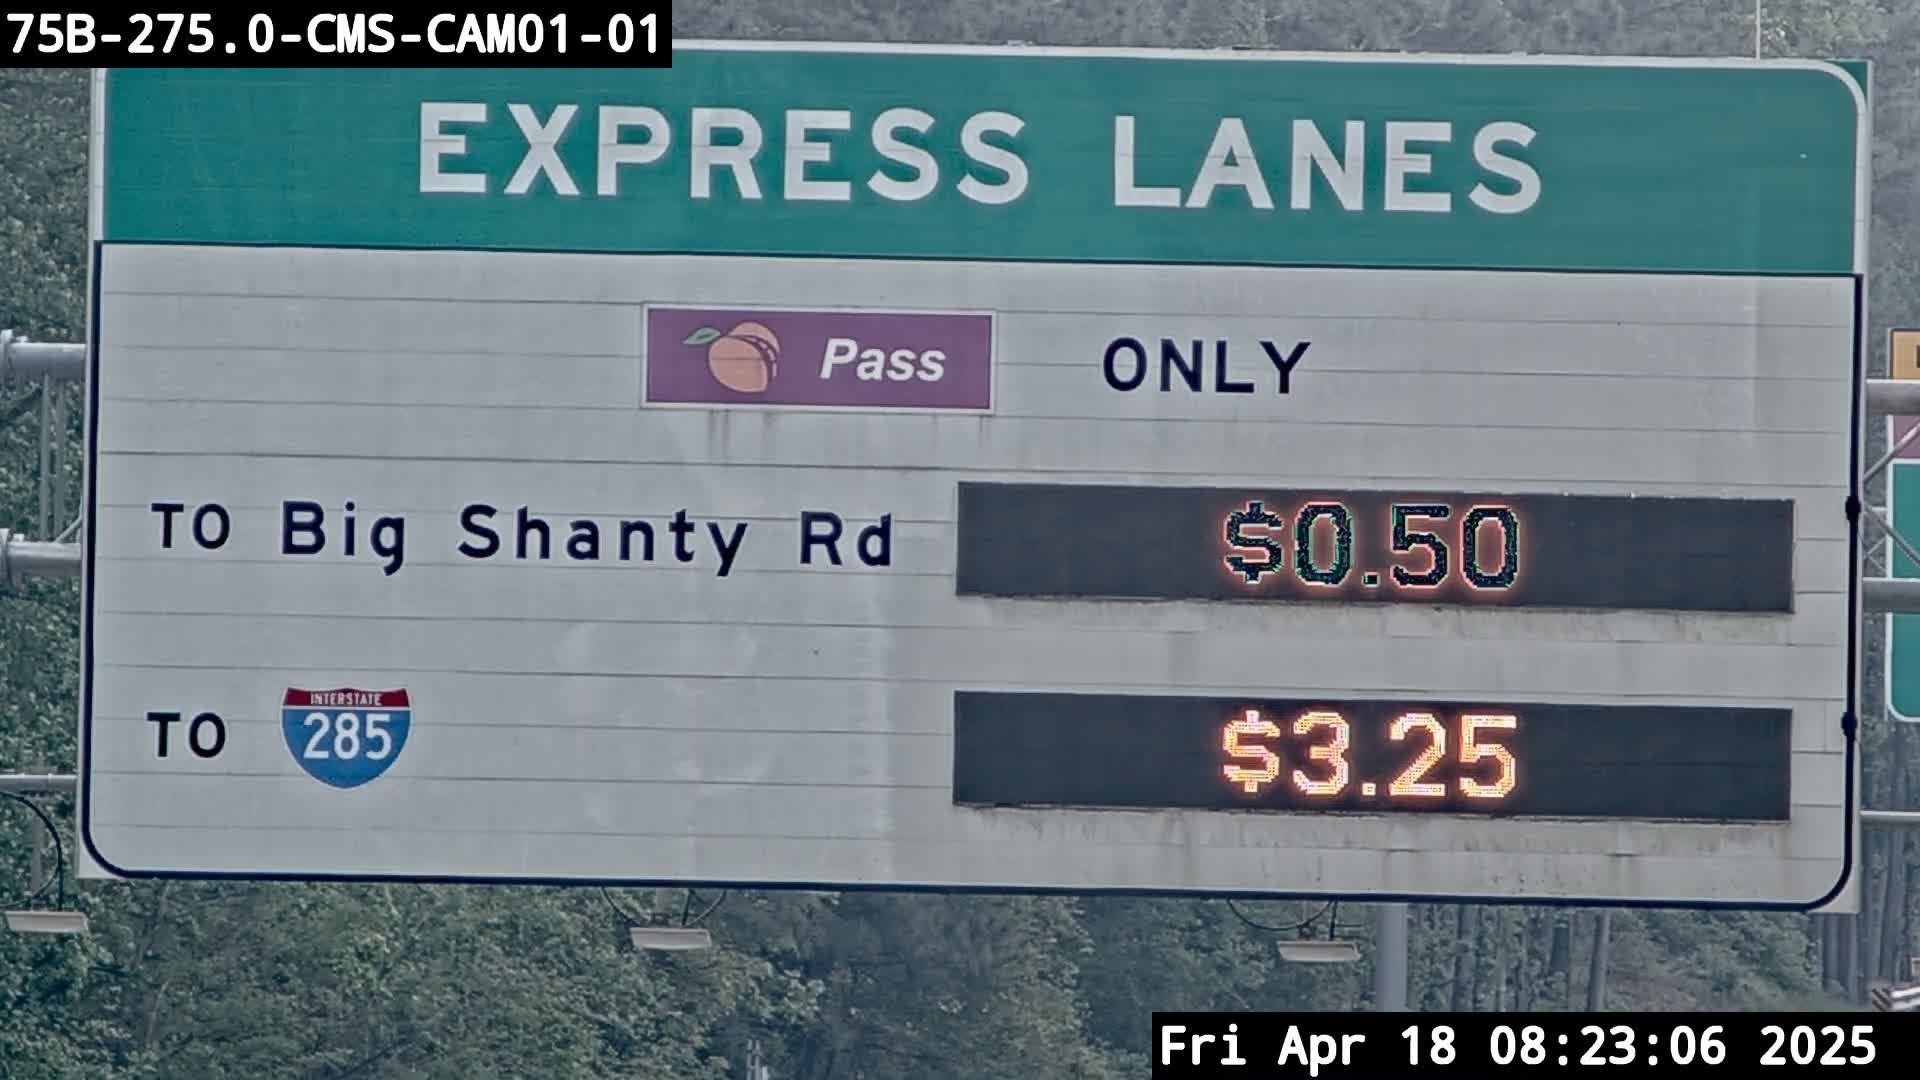 75B-275.0-CMS-CAM01-01
EXPRESS LANES
Pass ONLY
TO Big Shanty Rd $0.50
TO INTERSTATE 285 $3.25
Fri Apr 18 08:23:06 2025